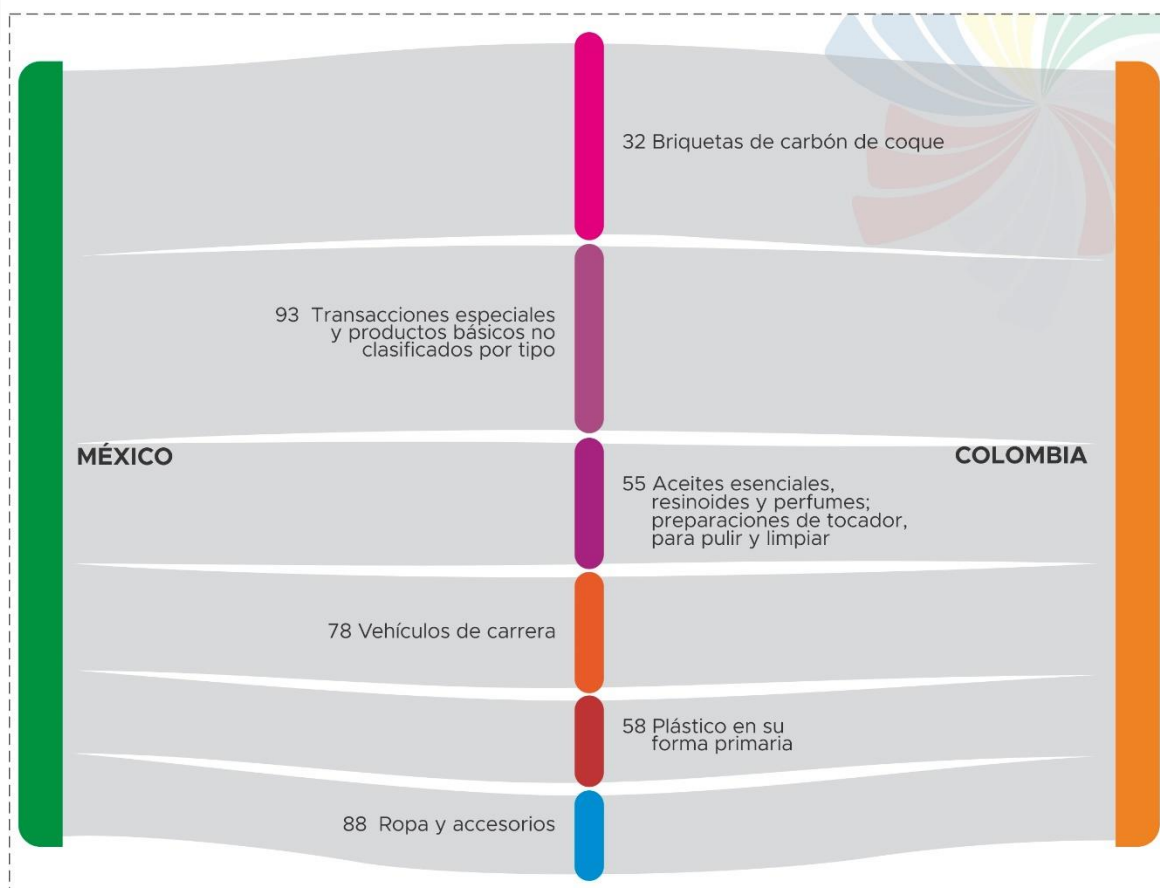 32 Briquetas de carbón de coque
93 Transacciones especiales
y productos básicos no
clasificados por tipo
MÉXICO
COLOMBIA
55 Aceites esenciales,
resinoides y perfumes;
preparaciones de tocador,
para pulir y limpiar
78 Vehículos de carrera
58 Plástico en su
forma primaria
88 Ropa y accesorios